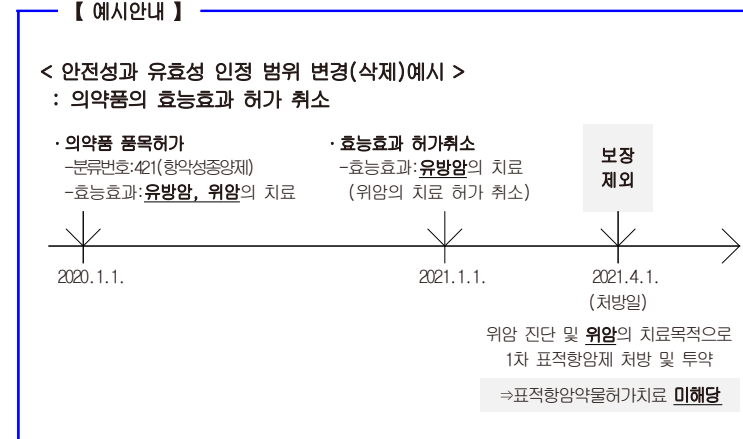 【 예시안내 】
< 안전성과 유효성 인정 범위 변경(삭제)예시 >
: 의약품의 효능효과 허가 취소
· 의약품 품목허가
-분류번호:421(항악성종양제)
-효능효과:유방암, 위암의 치료
· 효능효과 허가취소
-효능효과:유방암의 치료
(위암의 치료 허가 취소)
보장
제외
2020.1.1.
2021.1.1.
2021.4.1.
(처방일)
위암 진단 및 위암의 치료목적으로
1차 표적항암제 처방 및 투약
⇒표적항암약물허가치료 미해당